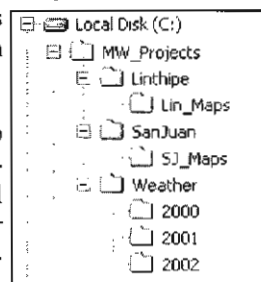 Local Disk (C:)
MW_Projects
Linthipe
Lin_Maps
SanJuan
SJ_Maps
Weather
2000
2001
2002